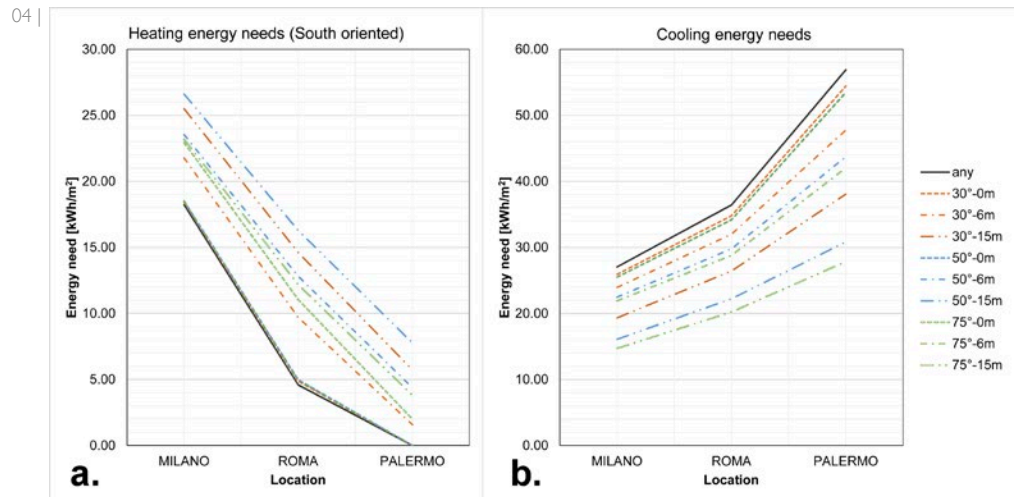 04 |
Heating energy needs (South oriented)
30.00
25.00
20.00
15.00
10.00
5.00
0.00
Energy need [kWh/m²]
MILANO ROMA PALERMO
Location
a.
Cooling energy needs
60.00
50.00
40.00
30.00
20.00
10.00
0.00
Energy need [kWh/m²]
MILANO ROMA PALERMO
Location
b.
any
30°-0m
30°-6m
30°-15m
50°-0m
50°-6m
50°-15m
75°-0m
75°-6m
75°-15m